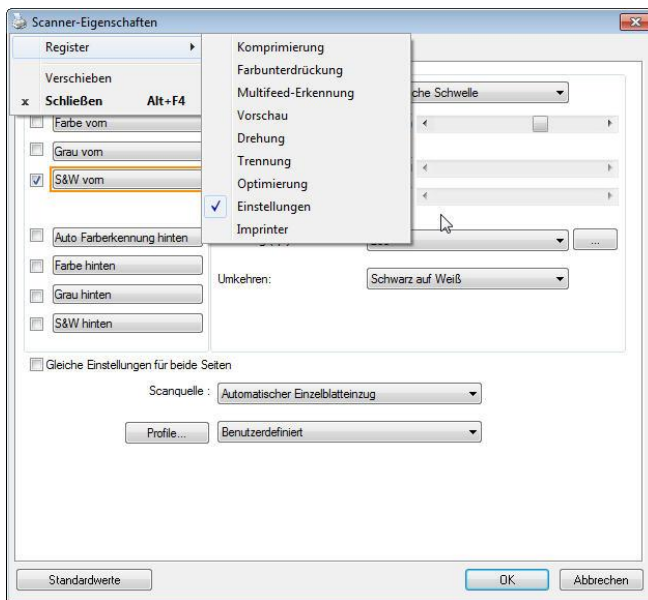 Scanner-Eigenschaften
Register
Verschieben
x Schließen Alt+F4
Komprimierung
Farbunterdrückung
Multifeed-Erkennung
Vorschau
Drehung
Trennung
Optimierung
Einstellungen
Imprinter
che Schwelle
Farbe vorn
Grau vorn
S&W vorn
Auto Farberkennung hinten
...
Farbe hinten
Umkehren: Schwarz auf Weiß
Grau hinten
S&W hinten
Gleiche Einstellungen für beide Seiten
Scanquelle : Automatischer Einzelblatteinzug
Profile... Benutzerdefiniert
Standardwerte OK Abbrechen